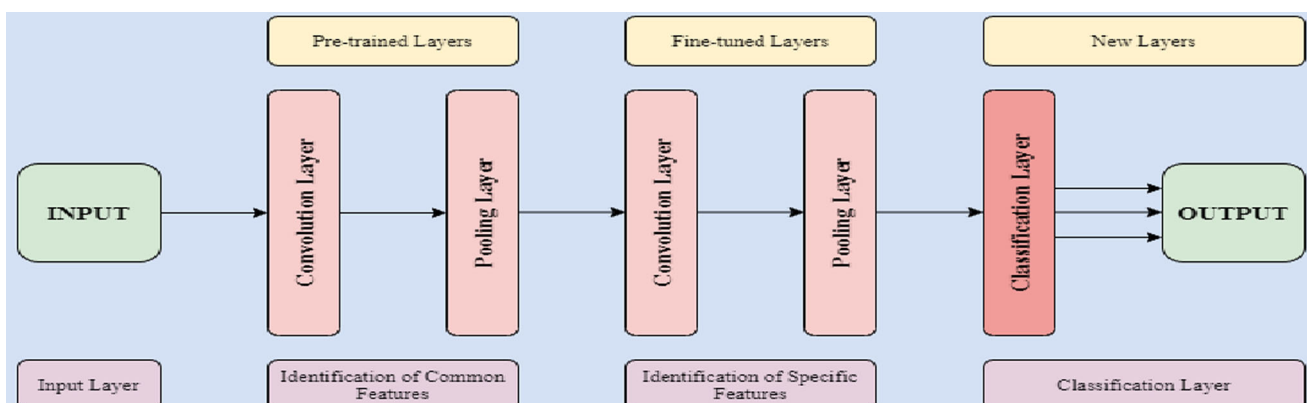 Pre-trained Layers
Fine-tuned Layers
New Layers
INPUT
Convolution Layer
Pooling Layer
Convolution Layer
Pooling Layer
Classification Layer
OUTPUT
Input Layer
Identification of Common
Features
Identification of Specific
Features
Classification Layer